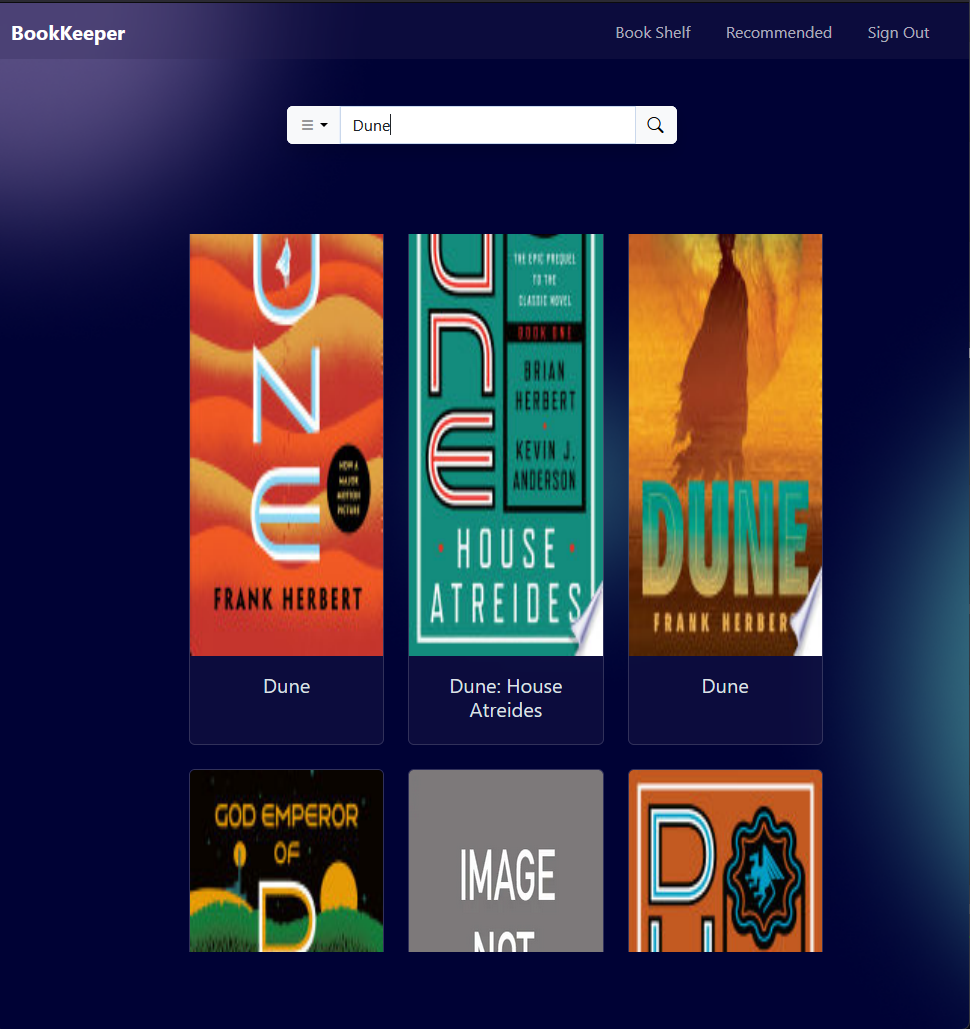 BookKeeper
Book Shelf
Recommended
Sign Out
Dune
UNE
NOW A
MAJOR
MOTION
PICTURE
FRANK HERBERT
UNE
THE EPIC PREQUEL
TO THE
CLASSIC NOVEL
BOOK ONE
BRIAN
HERBERT
KEVIN J.
ANDERSON
HOUSE
ATREIDES
DUNE
FRANK HERBER
Dune
Dune: House
Atreides
Dune
GOD EMPEROR
OF
D
IMAGE
NOT
DU